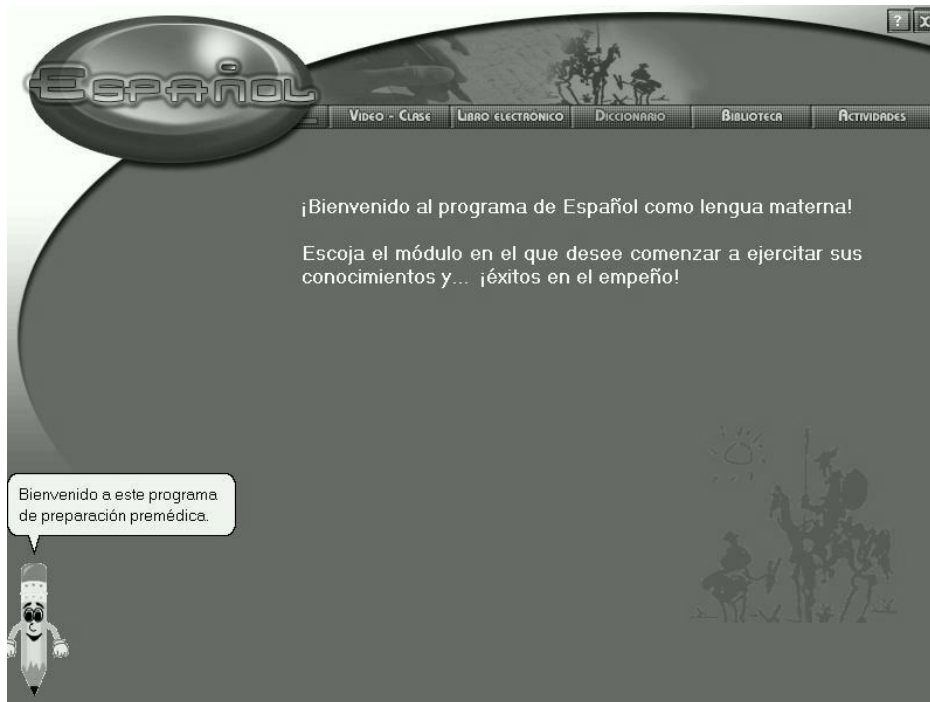 ? X
Español
Video - Clase Libro electrónico Diccionario Biblioteca Actividades
¡Bienvenido al programa de Español como lengua materna!
Escoja el módulo en el que desee comenzar a ejercitar sus
conocimientos y... ¡éxitos en el empeño!
Bienvenido a este programa
de preparación premédica.